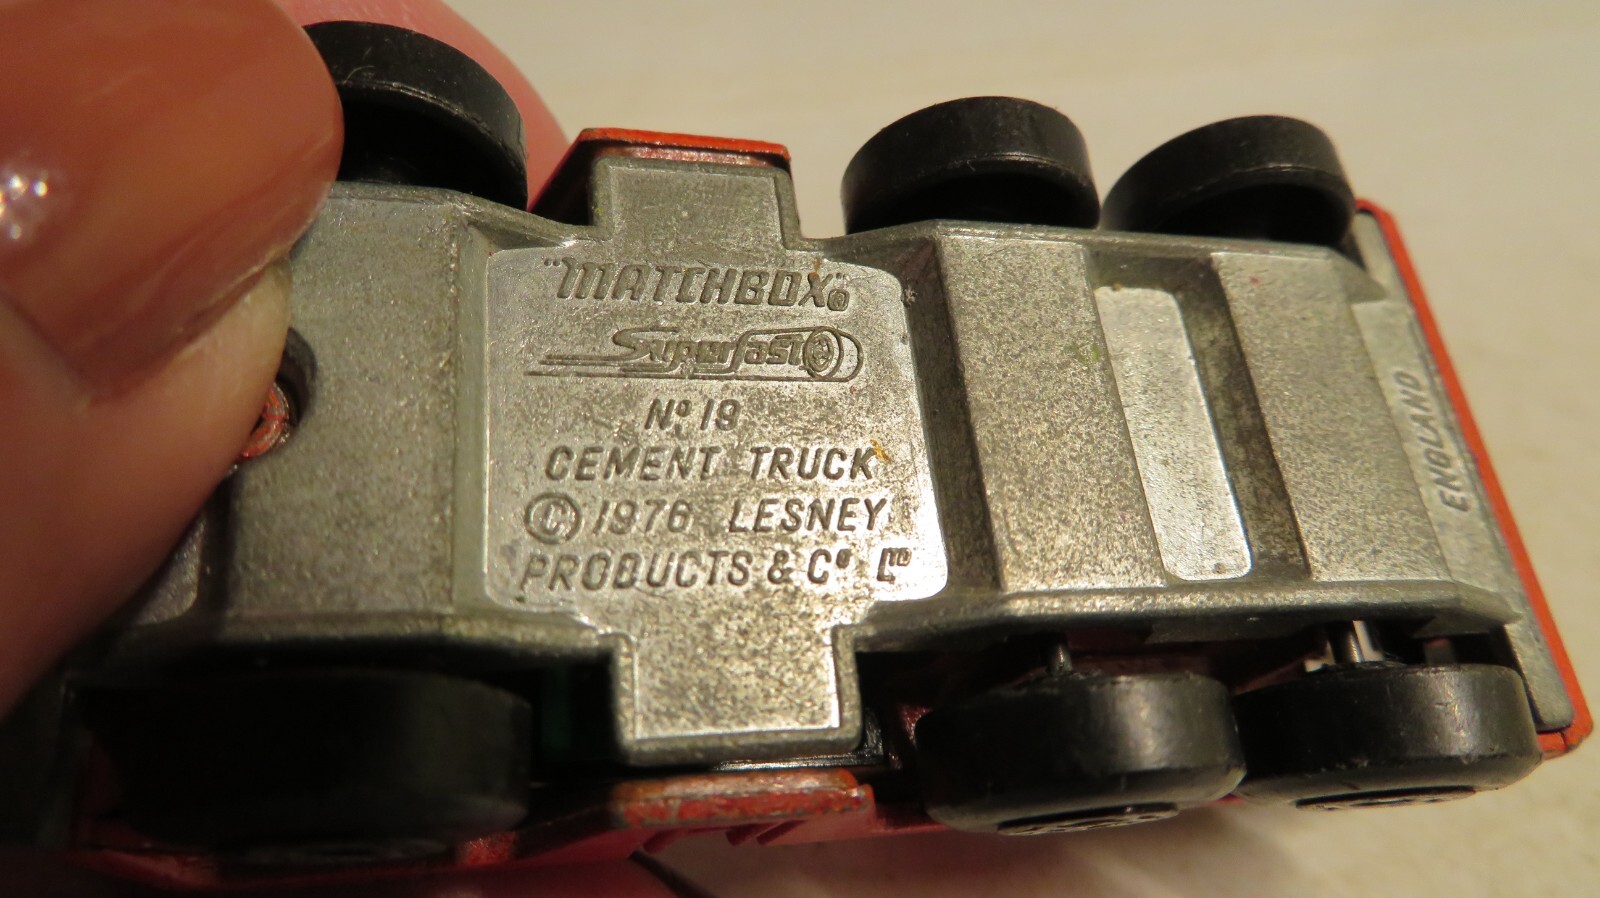 "MATCHBOX"®
Superfast
Nº 19
CEMENT TRUCK
© 1976 LESNEY
PRODUCTS & Cº Lᵀᴰ
ENGLAND